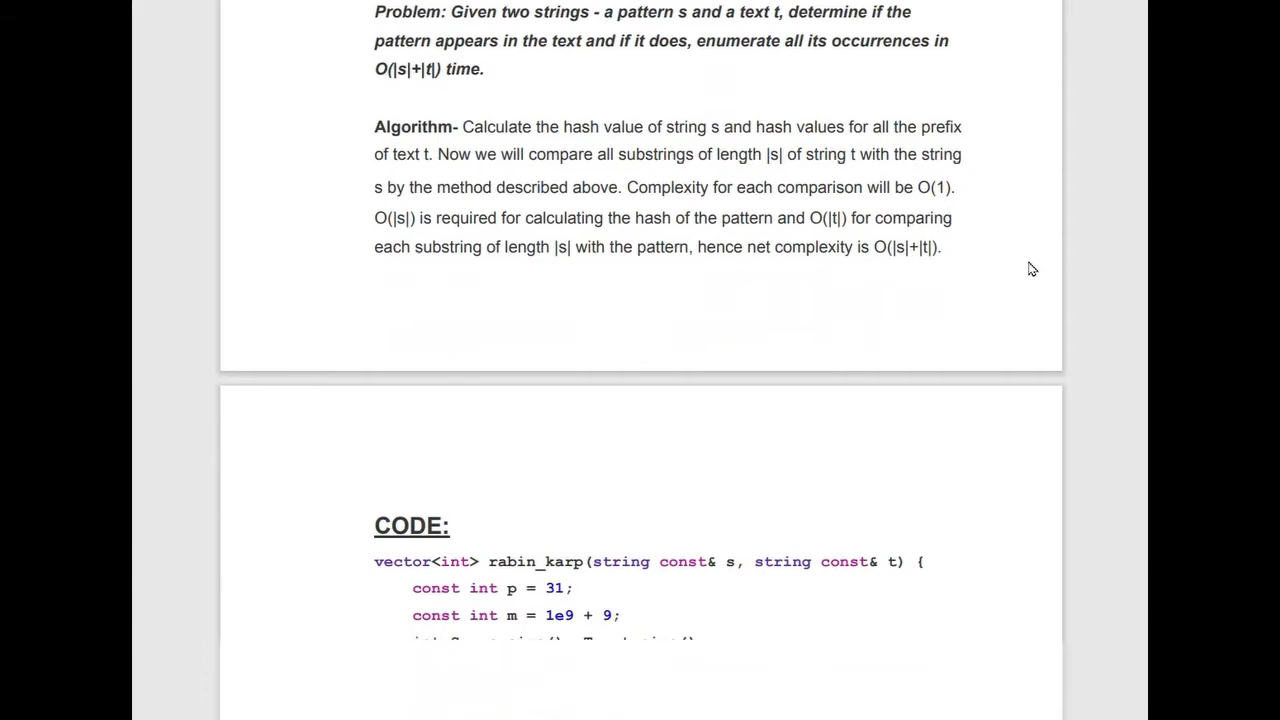 Problem: Given two strings - a pattern s and a text t, determine if the
pattern appears in the text and if it does, enumerate all its occurrences in
O(|s|+|t|) time.
Algorithm- Calculate the hash value of string s and hash values for all the prefix
of text t. Now we will compare all substrings of length |s| of string t with the string
s by the method described above. Complexity for each comparison will be O(1).
O(|s|) is required for calculating the hash of the pattern and O(|t|) for comparing
each substring of length |s| with the pattern, hence net complexity is O(|s|+|t|).
CODE:
vector<int> rabin_karp(string const& s, string const& t) {
const int p = 31;
const int m = 1e9 + 9;